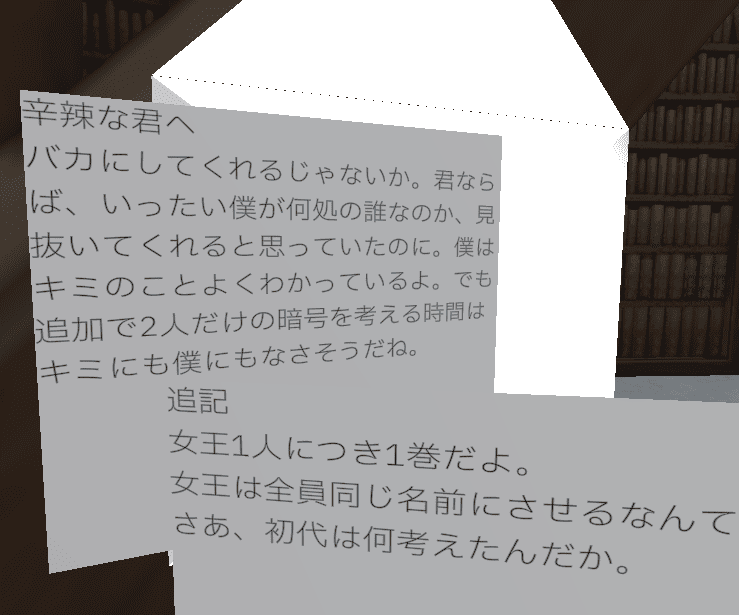 辛辣な君へ
バカにしてくれるじゃないか。君なら
ば、いったい僕が何処の誰なのか、見
抜いてくれると思っていたのに。僕は
キミのことよくわかっているよ。でも
追加で2人だけの暗号を考える時間は
キミにも僕にもなさそうだね。
追記
女王1人につき1巻だよ。
女王は全員同じ名前にさせるなんて
さあ、初代は何考えたんだか。